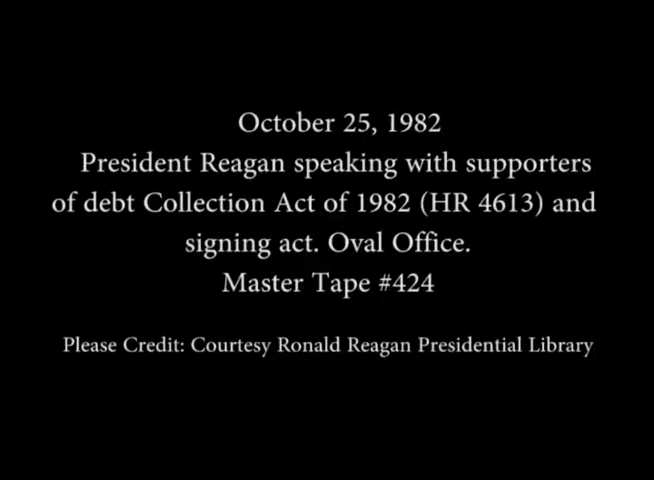 October 25, 1982
President Reagan speaking with supporters
of debt Collection Act of 1982 (HR 4613) and
signing act. Oval Office.
Master Tape #424
Please Credit: Courtesy Ronald Reagan Presidential Library